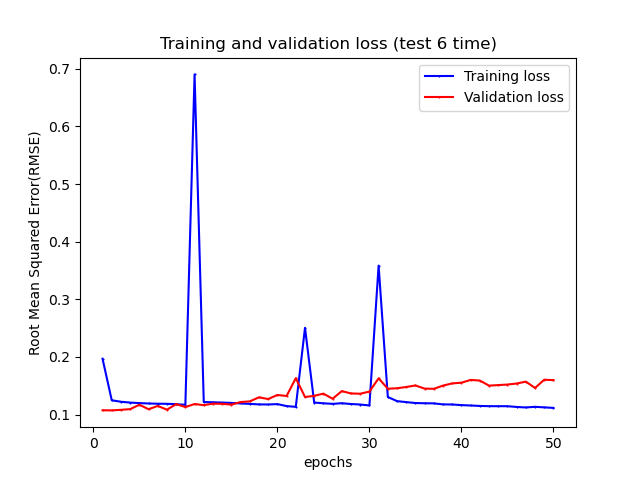 Training and validation loss (test 6 time)
Training loss
Validation loss
Root Mean Squared Error(RMSE)
0.7
0.6
0.5
0.4
0.3
0.2
0.1
0 10 20 30 40 50
epochs